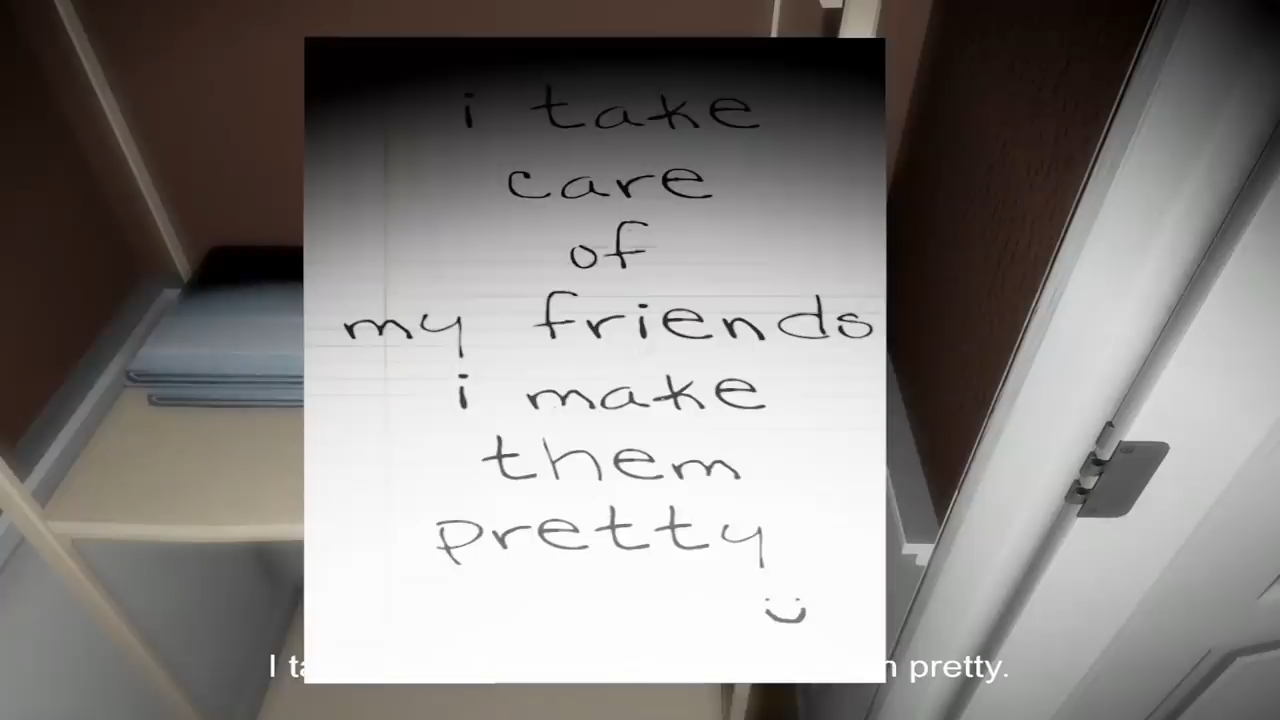 i take
care
of
my friends
i make
them
pretty
:)
I ta
n pretty.